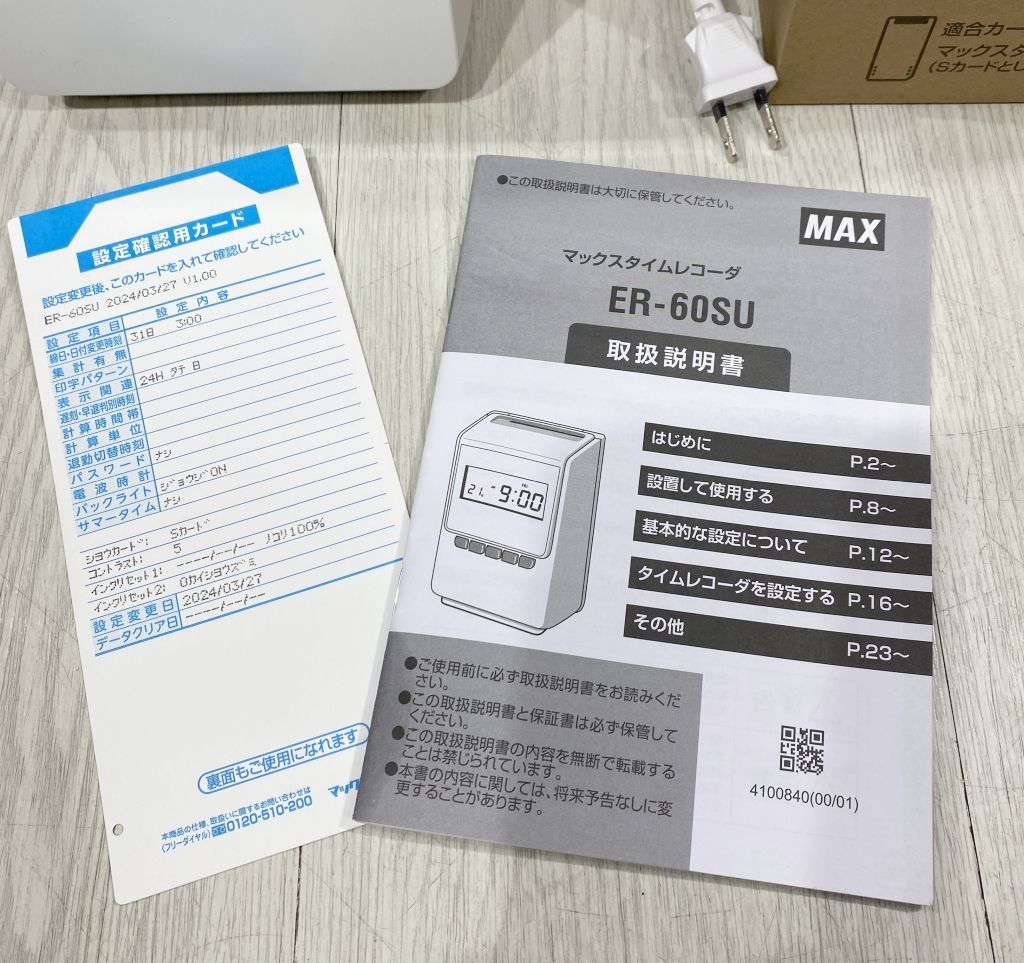 適合カー
マックスタ
(Sカードとし
設定確認用カード
設定変更後、このカードを入れて確認してください
ER-60SU 2024/03/27 V1.00
設定項目 設定内容
締日・日付変更時刻 31日 3:00
集計有無
印字パターン
表示関連 24H タテ 日
遅刻・早退判別時刻
計算時間帯
計算単位
退勤切替時刻
パスワード ナシ
電波時計
バックライト ジョウジON
サマータイム ナシ
ショウカード: Sカード
コントラスト: 5
インクリセット1: ----/--/-- ノコリ100%
インクリセット2: 0カイショウズミ
設定変更日 2024/03/27
データクリア日 ----/--/--
裏面もご使用になれます
本商品の仕様、取扱いに関するお問い合わせは
(フリーダイヤル) 0120-510-200
マック
●この取扱説明書は大切に保管してください。
MAX
マックスタイムレコーダ
ER-60SU
取扱説明書
はじめに P.2～
設置して使用する P.8～
基本的な設定について P.12～
タイムレコーダを設定する P.16～
その他 P.23～
21 9:00
●ご使用前に必ず取扱説明書をお読みくだ
さい。
●この取扱説明書と保証書は必ず保管して
ください。
●この取扱説明書の内容を無断で転載する
ことは禁じられています。
●本書の内容に関しては、将来予告なしに変
更することがあります。
4100840(00/01)